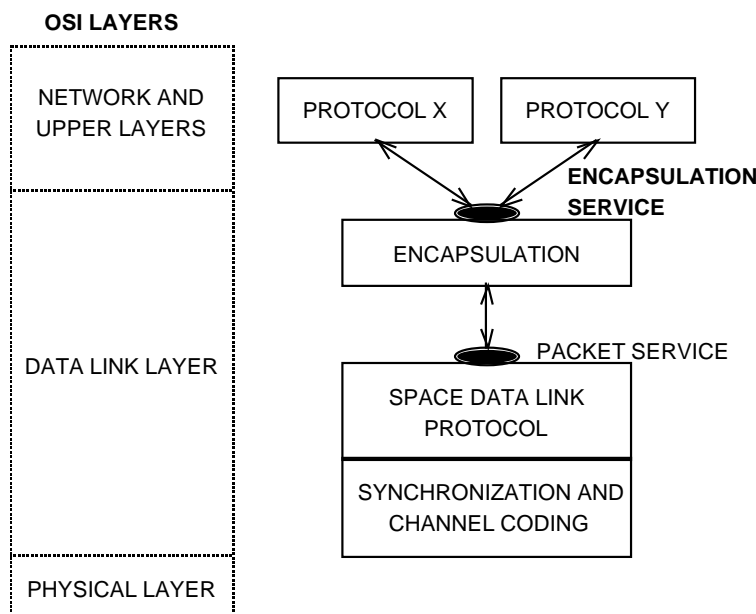 OSI LAYERS
NETWORK AND
UPPER LAYERS
PROTOCOL X
PROTOCOL Y
ENCAPSULATION
SERVICE
ENCAPSULATION
DATA LINK LAYER
PACKET SERVICE
SPACE DATA LINK
PROTOCOL
SYNCHRONIZATION AND
CHANNEL CODING
PHYSICAL LAYER